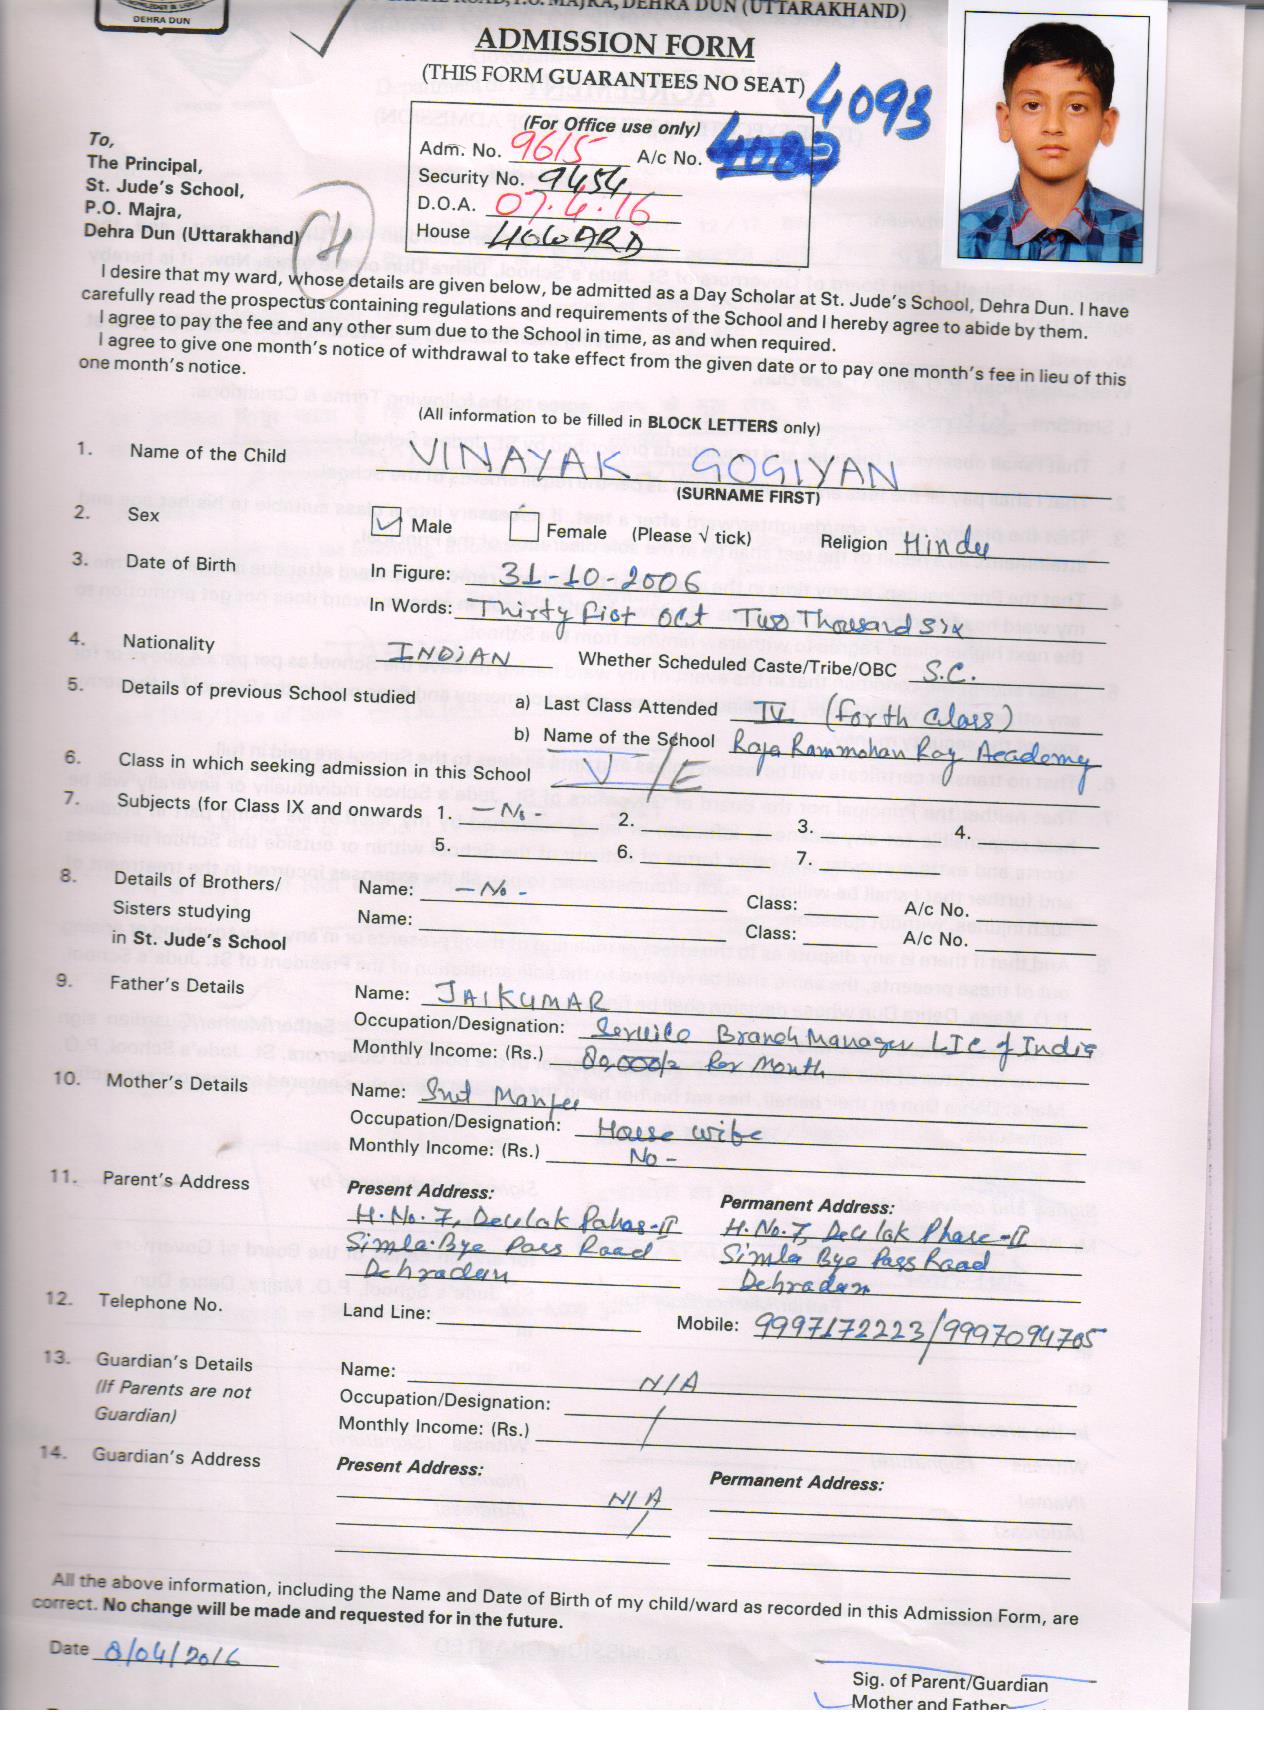 DEHRA DUN
ROAD, P.O. MAJRA, DEHRA DUN (UTTARAKHAND)
ADMISSION FORM
(THIS FORM GUARANTEES NO SEAT)
4093
(For Office use only)
Adm. No. 9615 A/c No.
Security No. 9454
D.O.A. 07.4.16
House HOWARD
To,
The Principal,
St. Jude's School,
P.O. Majra,
Dehra Dun (Uttarakhand)
I desire that my ward, whose details are given below, be admitted as a Day Scholar at St. Jude's School, Dehra Dun. I have
carefully read the prospectus containing regulations and requirements of the School and I hereby agree to abide by them.
I agree to pay the fee and any other sum due to the School in time, as and when required.
I agree to give one month's notice of withdrawal to take effect from the given date or to pay one month's fee in lieu of this
one month's notice.
(All information to be filled in BLOCK LETTERS only)
1. Name of the Child VINAYAK GOGIYAN
(SURNAME FIRST)
2. Sex Male Female (Please √ tick) Religion Hindu
3. Date of Birth In Figure: 31-10-2006
In Words: Thirty Fist Oct Two Thousand Six
4. Nationality INDIAN Whether Scheduled Caste/Tribe/OBC S.C.
5. Details of previous School studied a) Last Class Attended IV (Forth Class)
b) Name of the School Raja Rammohan Roy Academy
6. Class in which seeking admission in this School V/E
7. Subjects (for Class IX and onwards 1. - No - 2. 3. 4.
5. 6. 7.
8. Details of Brothers/ Name: - No - Class: A/c No.
Sisters studying Name: Class: A/c No.
in St. Jude's School
9. Father's Details Name: JAIKUMAR
Occupation/Designation: Service Branch Manager LIC of India
Monthly Income: (Rs.) 80,000/- Per Month
10. Mother's Details Name: Smt
Occupation/Designation: House wife
Monthly Income: (Rs.) No -
11. Parent's Address Present Address: Permanent Address:
H.No.7, Devlok Pahas-II H.No.7, Devlok Phase-II
Simla Bye Pass Road Simla Bye Pass Road
Dehradun Dehradun
12. Telephone No. Land Line: Mobile: 9997172223/9997094705
13. Guardian's Details Name: N/A
(If Parents are not Occupation/Designation:
Guardian) Monthly Income: (Rs.)
14. Guardian's Address Present Address: Permanent Address:
N/A
All the above information, including the Name and Date of Birth of my child/ward as recorded in this Admission Form, are
correct. No change will be made and requested for in the future.
Date 8/04/2016
Sig. of Parent/Guardian
Mother and Father